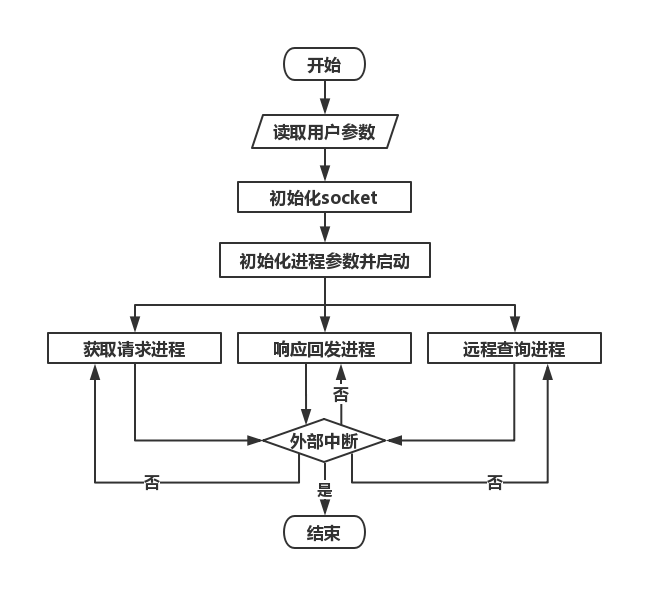 开始
读取用户参数
初始化socket
初始化进程参数并启动
获取请求进程
响应回发进程
远程查询进程
否
外部中断
否
是
否
结束